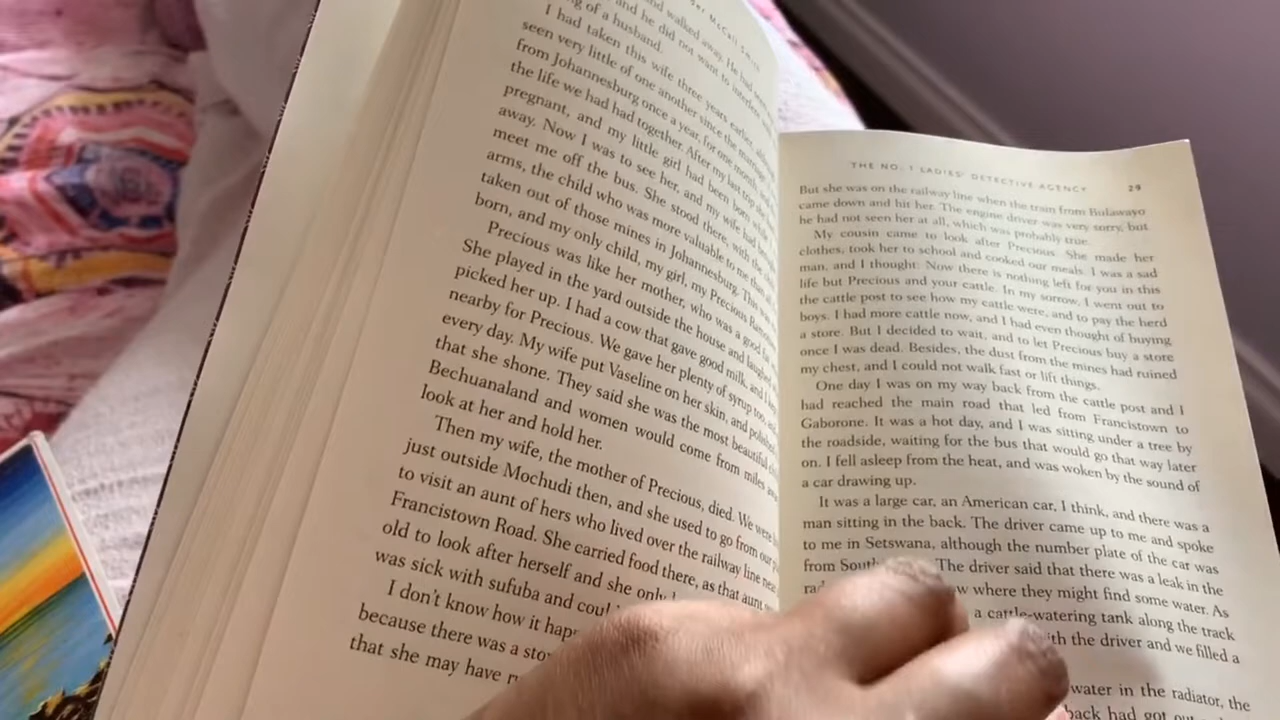 McCall Smith
and walked away. He had
and he did not want to interfere
of a husband.
I had taken this wife three years earlier,
seen very little of one another since the
from Johannesburg once a year, for one month,
the life we had had together. After my last trip she
pregnant, and my little girl had been born while I
away. Now I was to see her, and my wife had
meet me off the bus. She stood there, with the
arms, the child who was more valuable to me than
taken out of those mines in Johannesburg. This was
born, and my only child, my girl, my Precious
Precious was like her mother, who was a good
She played in the yard outside the house and laughed
picked her up. I had a cow that gave good milk, and I
nearby for Precious. We gave her plenty of syrup too,
every day. My wife put Vaseline on her skin, and polished
that she shone. They said she was the most beautiful
Bechuanaland and women would come from miles
look at her and hold her.
Then my wife, the mother of Precious, died. We were
just outside Mochudi then, and she used to go from our
to visit an aunt of hers who lived over the railway line
Francistown Road. She carried food there, as that aunt
old to look after herself and she only
was sick with sufuba and
I don't know how it
because there was a
that she may have
THE NO. 1 LADIES' DETECTIVE AGENCY 29
But she was on the railway line when the train from Bulawayo
came down and hit her. The engine driver was very sorry, but
he had not seen her at all, which was probably true.
My cousin came to look after Precious. She made her
clothes, took her to school and cooked our meals. I was a sad
man, and I thought: Now there is nothing left for you in this
life but Precious and your cattle. In my sorrow, I went out to
the cattle post to see how my cattle were, and to pay the herd
boys. I had more cattle now, and I had even thought of buying
a store. But I decided to wait, and to let Precious buy a store
once I was dead. Besides, the dust from the mines had ruined
my chest, and I could not walk fast or lift things.
One day I was on my way back from the cattle post and I
had reached the main road that led from Francistown to
Gaborone. It was a hot day, and I was sitting under a tree by
the roadside, waiting for the bus that would go that way later
on. I fell asleep from the heat, and was woken by the sound of
a car drawing up.
It was a large car, an American car, I think, and there was a
man sitting in the back. The driver came up to me and spoke
to me in Setswana, although the number plate of the car was
from South The driver said that there was a leak in the
where they might find some water. As
a cattle-watering tank along the track
with the driver and we filled a
water in the radiator, the
back had got